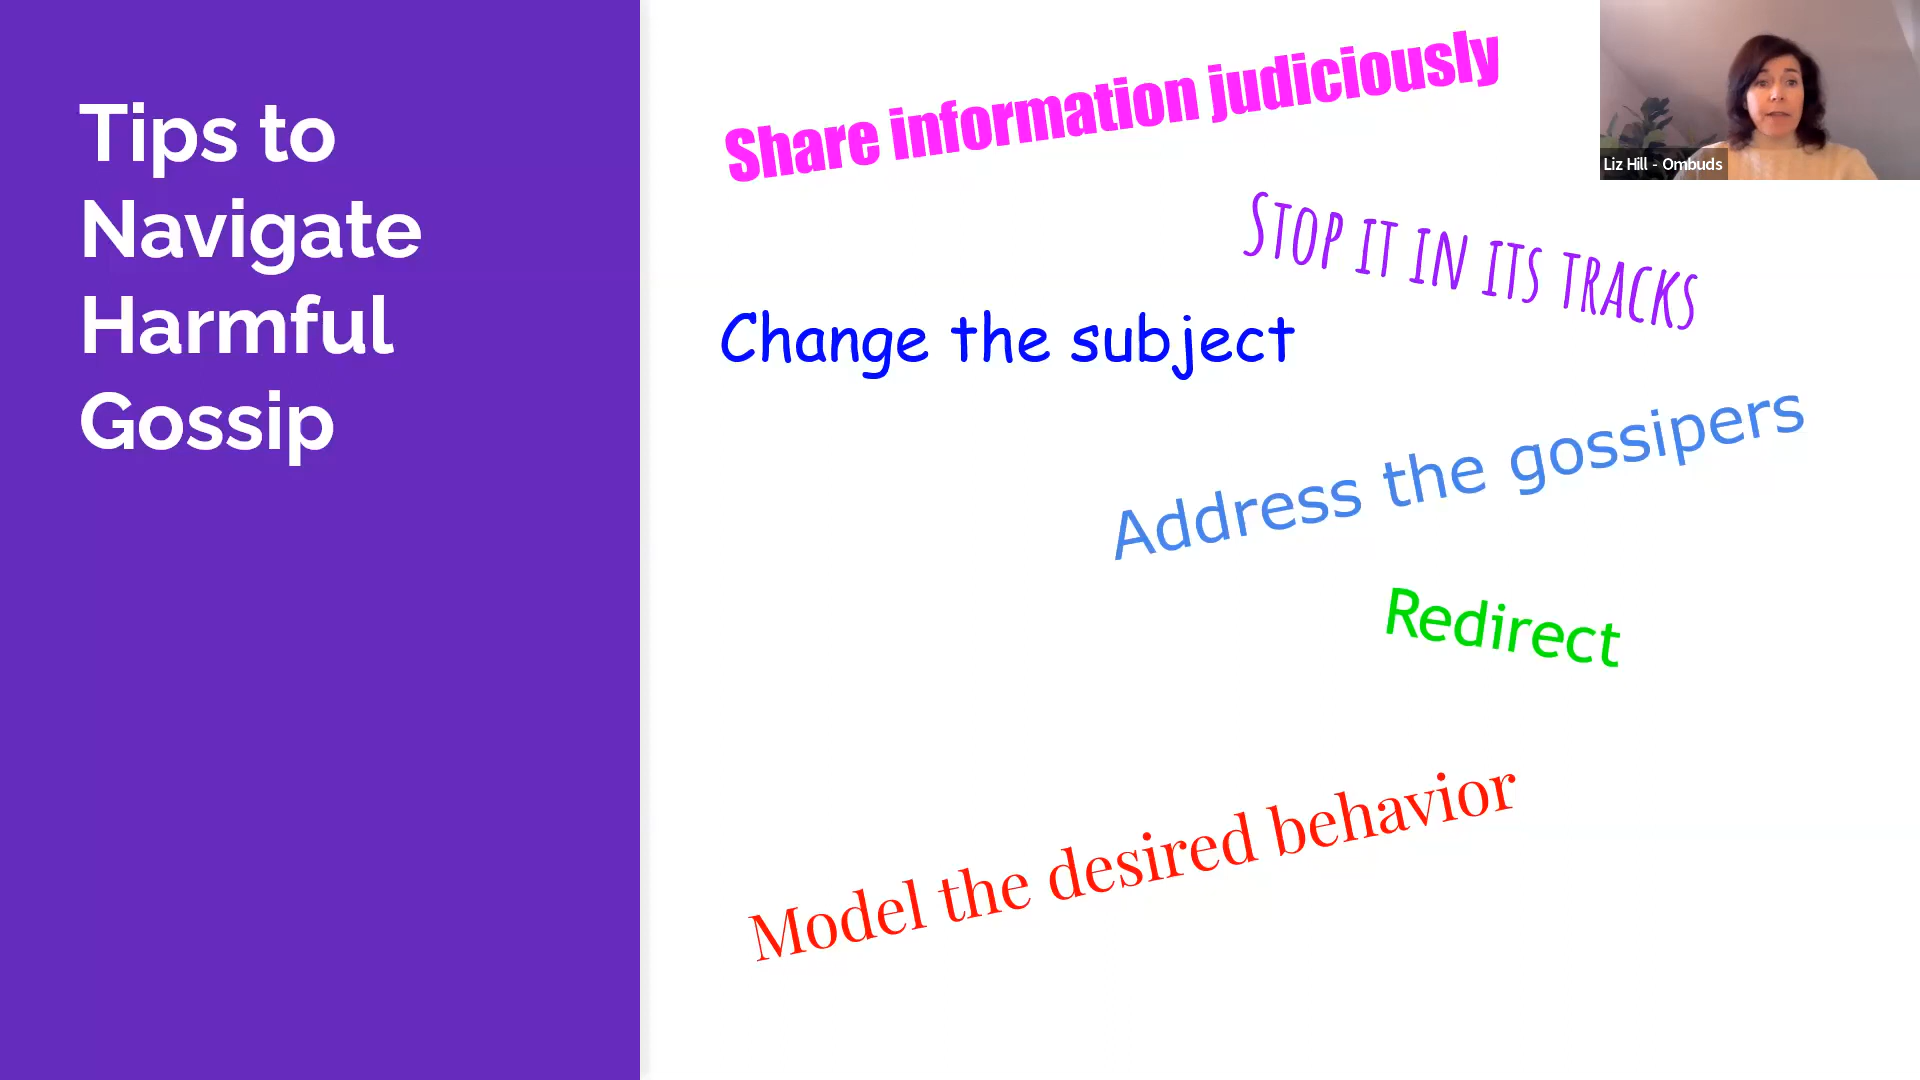 Tips to
Navigate
Harmful
Gossip
Share information judiciously
Liz Hill - Ombuds
STOP IT IN ITS TRACKS
Change the subject
Address the gossipers
Redirect
Model the desired behavior